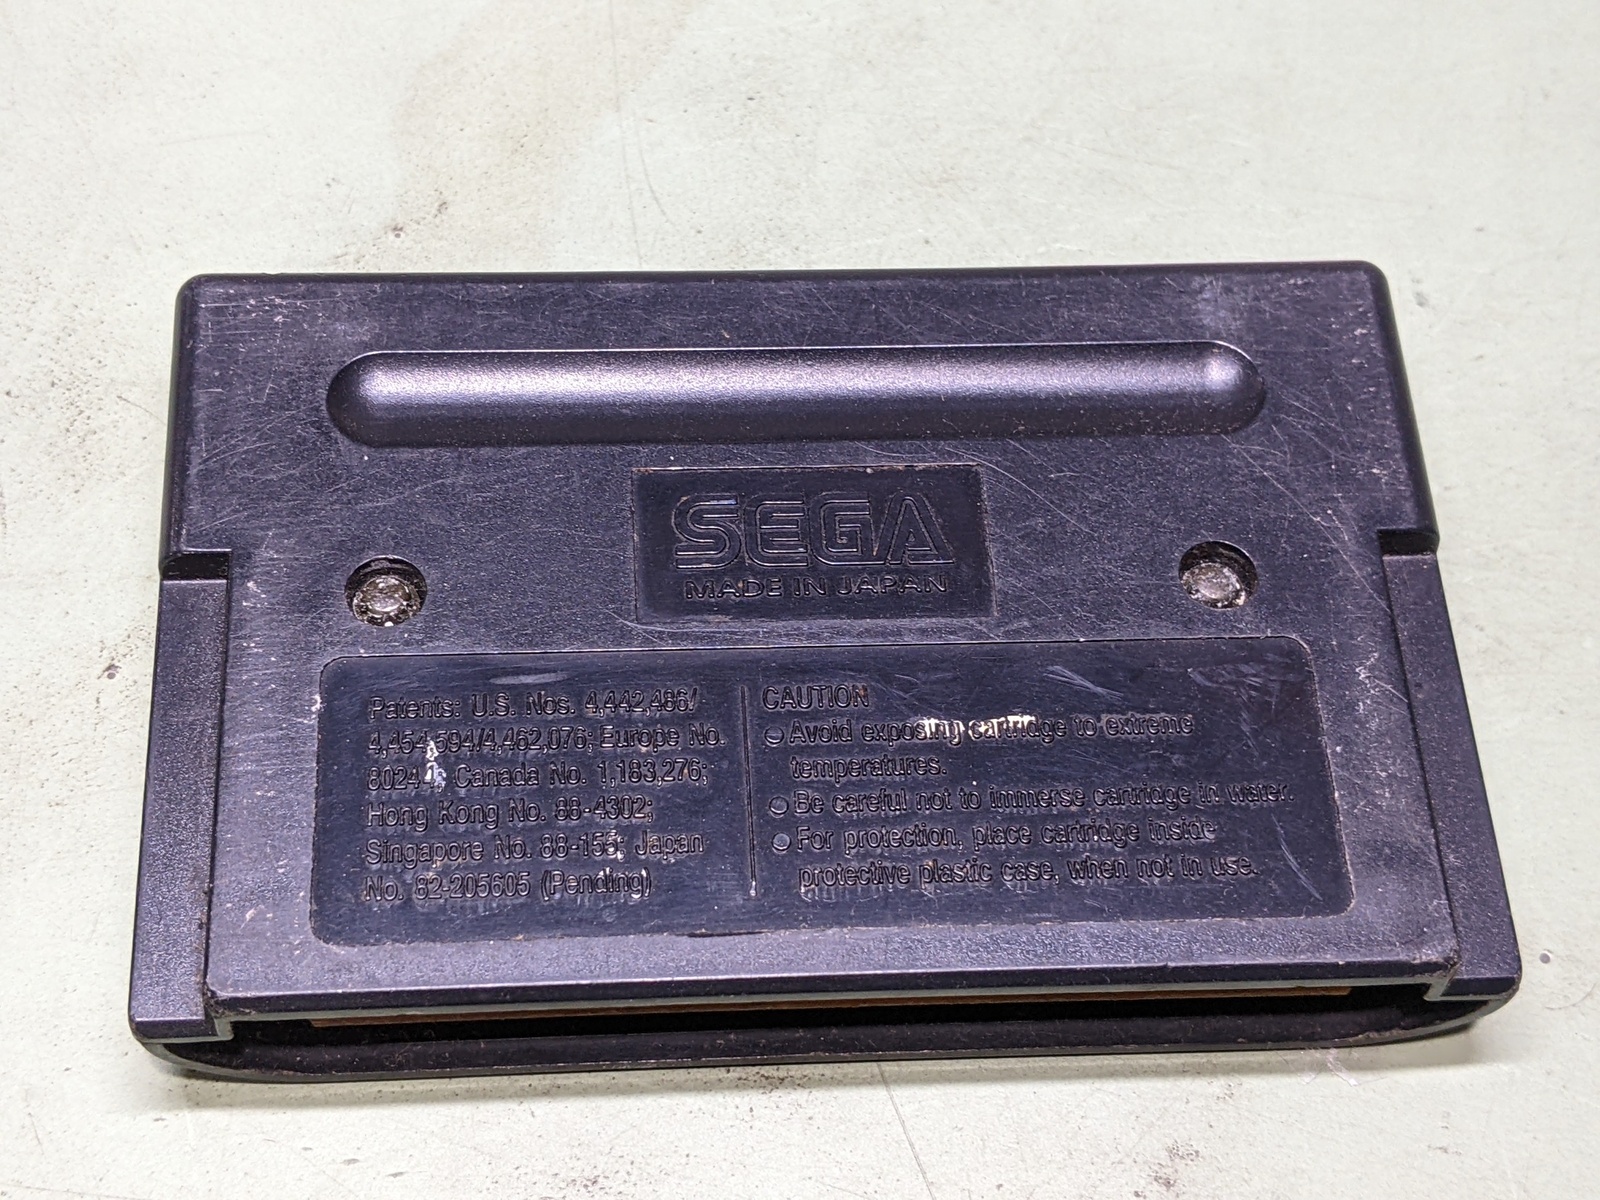 SEGA
MADE IN JAPAN
Patents: U.S. Nos. 4,442,486/
4,454,594/4,462,076; Europe No.
80244; Canada No. 1,183,276;
Hong Kong No. 88-4302;
Singapore No. 88-155; Japan
No. 82-205605 (Pending)
CAUTION
Avoid exposing cartridge to extreme
temperatures.
Be careful not to immerse cartridge in water.
For protection, place cartridge inside
protective plastic case, when not in use.